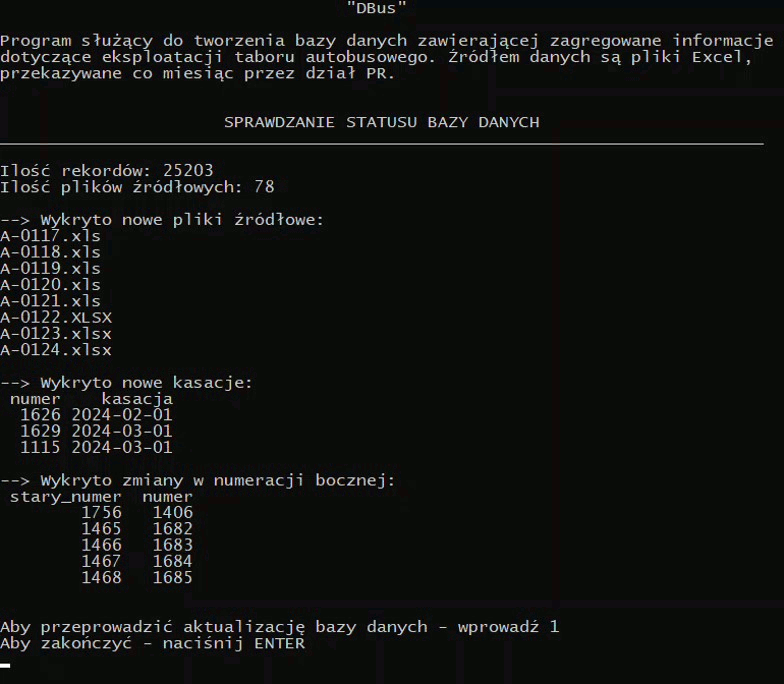 "DBus"
Program służący do tworzenia bazy danych zawierającej zagregowane informacje
dotyczące eksploatacji taboru autobusowego. Źródłem danych są pliki Excel,
przekazywane co miesiąc przez dział PR.
SPRAWDZANIE STATUSU BAZY DANYCH
Ilość rekordów: 25203
Ilość plików źródłowych: 78
--> Wykryto nowe pliki źródłowe:
A-0117.xls
A-0118.xls
A-0119.xls
A-0120.xls
A-0121.xls
A-0122.XLSX
A-0123.xlsx
A-0124.xlsx
--> Wykryto nowe kasacje:
numer kasacja
1626 2024-02-01
1629 2024-03-01
1115 2024-03-01
--> Wykryto zmiany w numeracji bocznej:
stary_numer numer
1756 1406
1465 1682
1466 1683
1467 1684
1468 1685
Aby przeprowadzić aktualizację bazy danych - wprowadź 1
Aby zakończyć - naciśnij ENTER